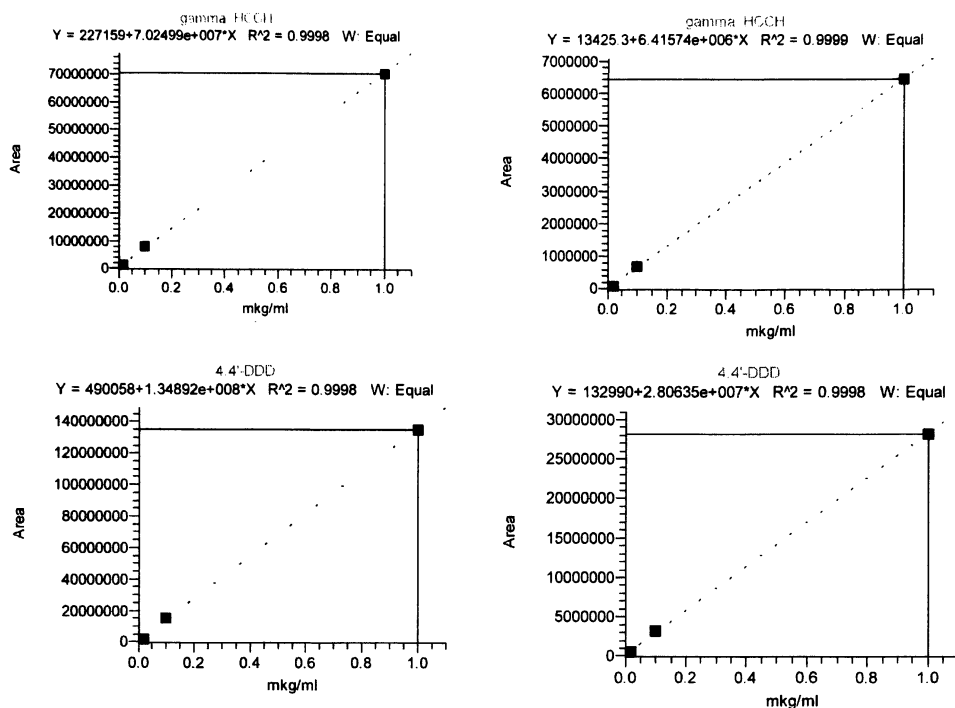 gamma HCCH
Y = 227159+7.02499e+007*X R^2 = 0.9998 W: Equal
70000000
60000000
50000000
40000000
30000000
20000000
10000000
0
Area
0.0 0.2 0.4 0.6 0.8 1.0
mkg/ml
gamma HCCH
Y = 13425.3+6.41574e+006*X R^2 = 0.9999 W: Equal
7000000
6000000
5000000
4000000
3000000
2000000
1000000
0
Area
0.0 0.2 0.4 0.6 0.8 1.0
mkg/ml
4,4'-DDD
Y = 490058+1.34892e+008*X R^2 = 0.9998 W: Equal
140000000
120000000
100000000
80000000
60000000
40000000
20000000
0
Area
0.0 0.2 0.4 0.6 0.8 1.0
mkg/ml
4,4'-DDD
Y = 132990+2.80635e+007*X R^2 = 0.9998 W: Equal
30000000
25000000
20000000
15000000
10000000
5000000
0
Area
0.0 0.2 0.4 0.6 0.8 1.0
mkg/ml